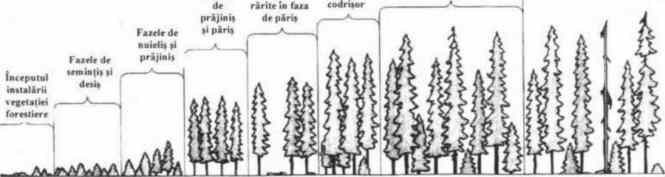 Începutul
instalării
vegetației
forestiere
Fazele de
semințiș și
desiș
Fazele de
nueliș și
prăjiniș
de
prăjiniș
și păriș
rărite în faza
de păriș
codrișor